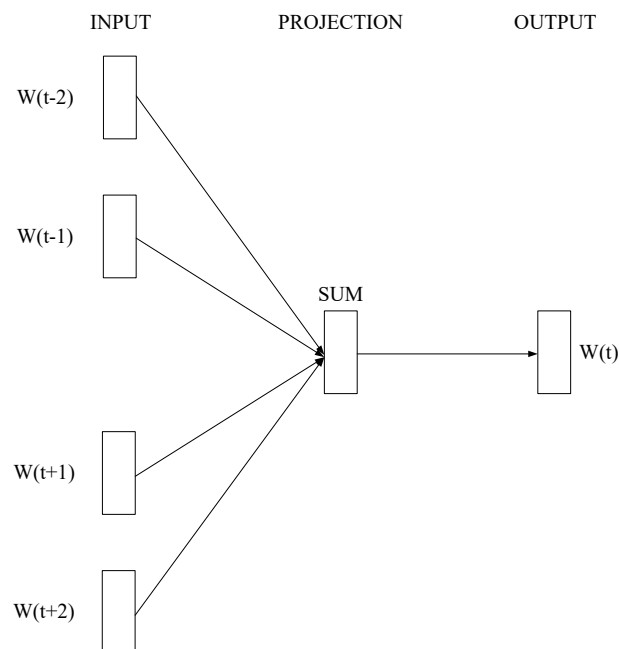 INPUT PROJECTION OUTPUT
W(t-2)
W(t-1)
SUM
W(t)
W(t+1)
W(t+2)